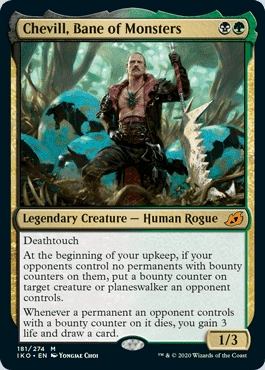 Chevill, Bane of Monsters
Legendary Creature — Human Rogue
Deathtouch
At the beginning of your upkeep, if your
opponents control no permanents with bounty
counters on them, put a bounty counter on
target creature or planeswalker an opponent
controls.
Whenever a permanent an opponent controls
with a bounty counter on it dies, you gain
3 life and draw a card.
1/3
181/274 M
IKO • EN Yongjae Choi
™ & © 2020 Wizards of the Coast